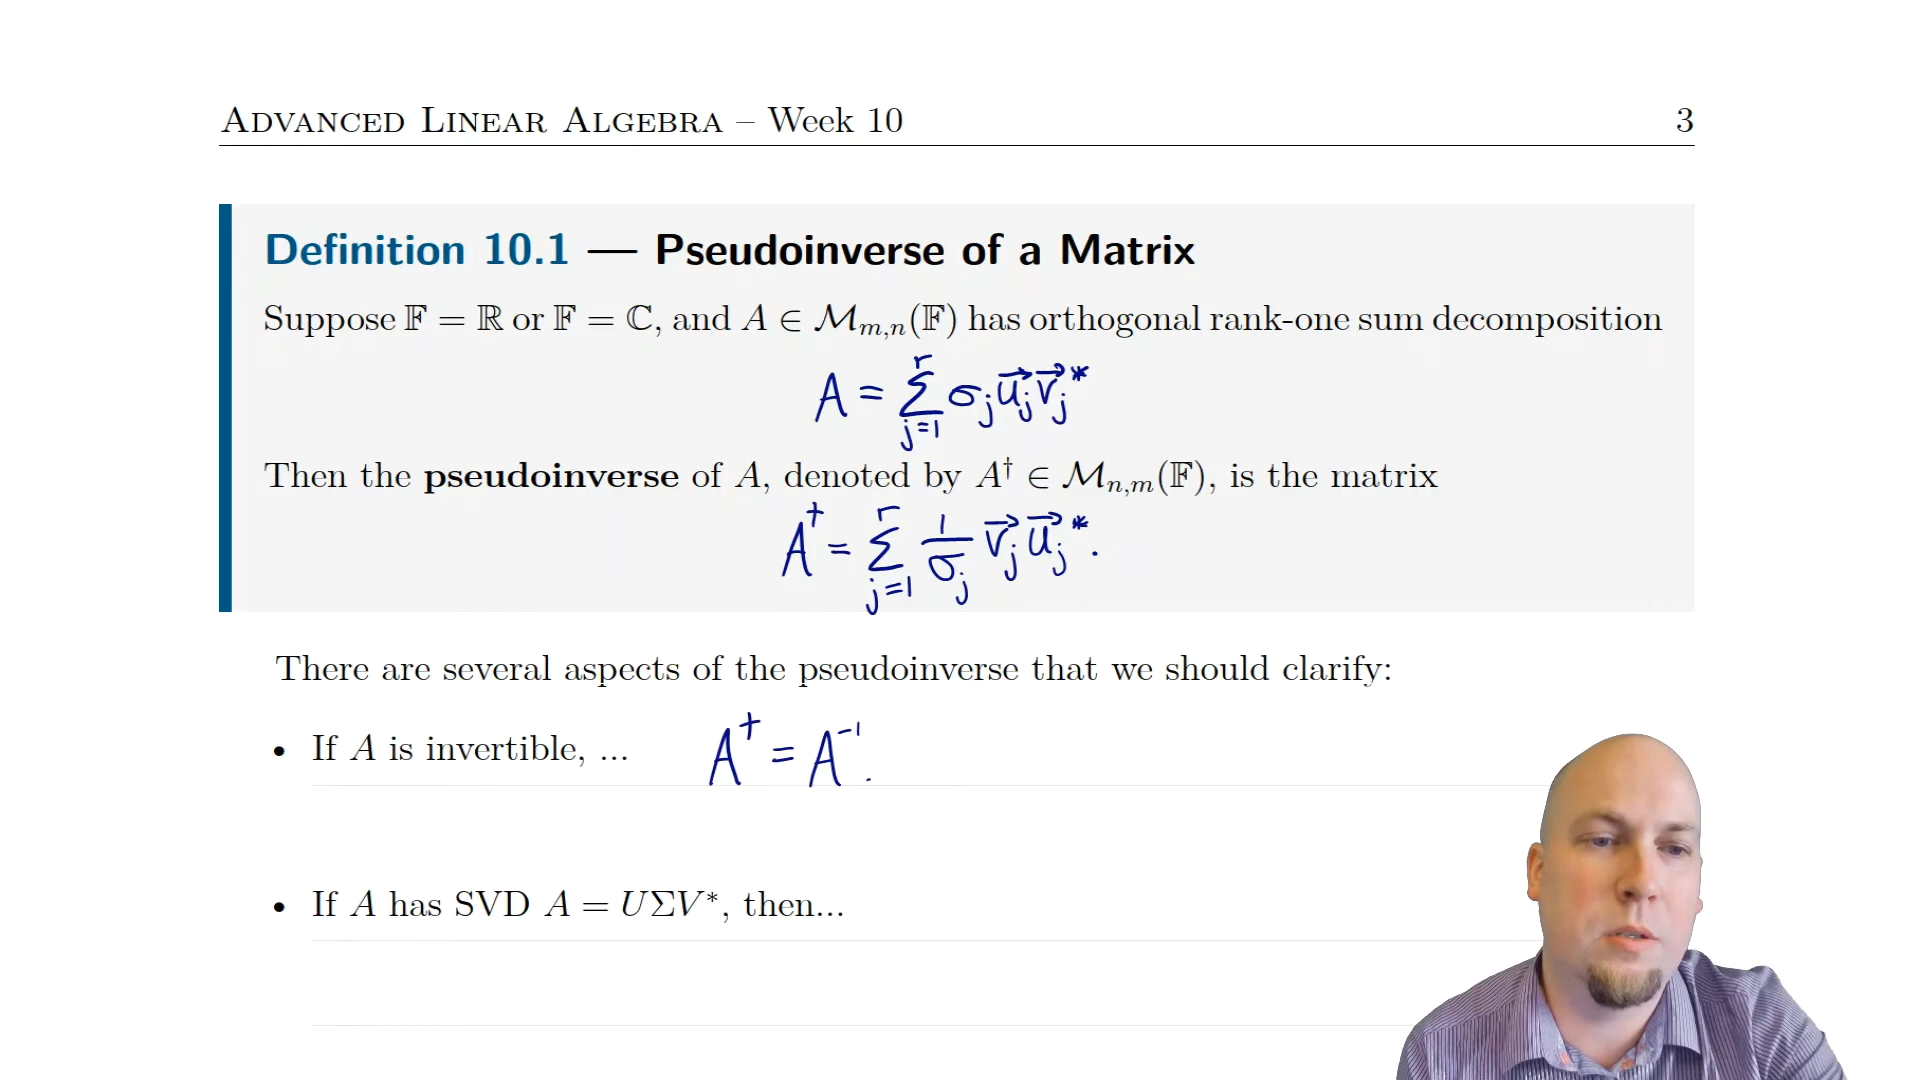 ADVANCED LINEAR ALGEBRA – Week 10 3
Definition 10.1 — Pseudoinverse of a Matrix
Suppose 𝔽 = ℝ or 𝔽 = ℂ, and A ∈ ℳ_{m,n}(𝔽) has orthogonal rank-one sum decomposition
A = ∑_{j=1}^{r} σ_j u⃗_j v⃗_j^*
Then the pseudoinverse of A, denoted by A^† ∈ ℳ_{n,m}(𝔽), is the matrix
A^† = ∑_{j=1}^{r} 1/σ_j v⃗_j u⃗_j^*.
There are several aspects of the pseudoinverse that we should clarify:
• If A is invertible, ... A^† = A^{-1}.
• If A has SVD A = UΣV^*, then...